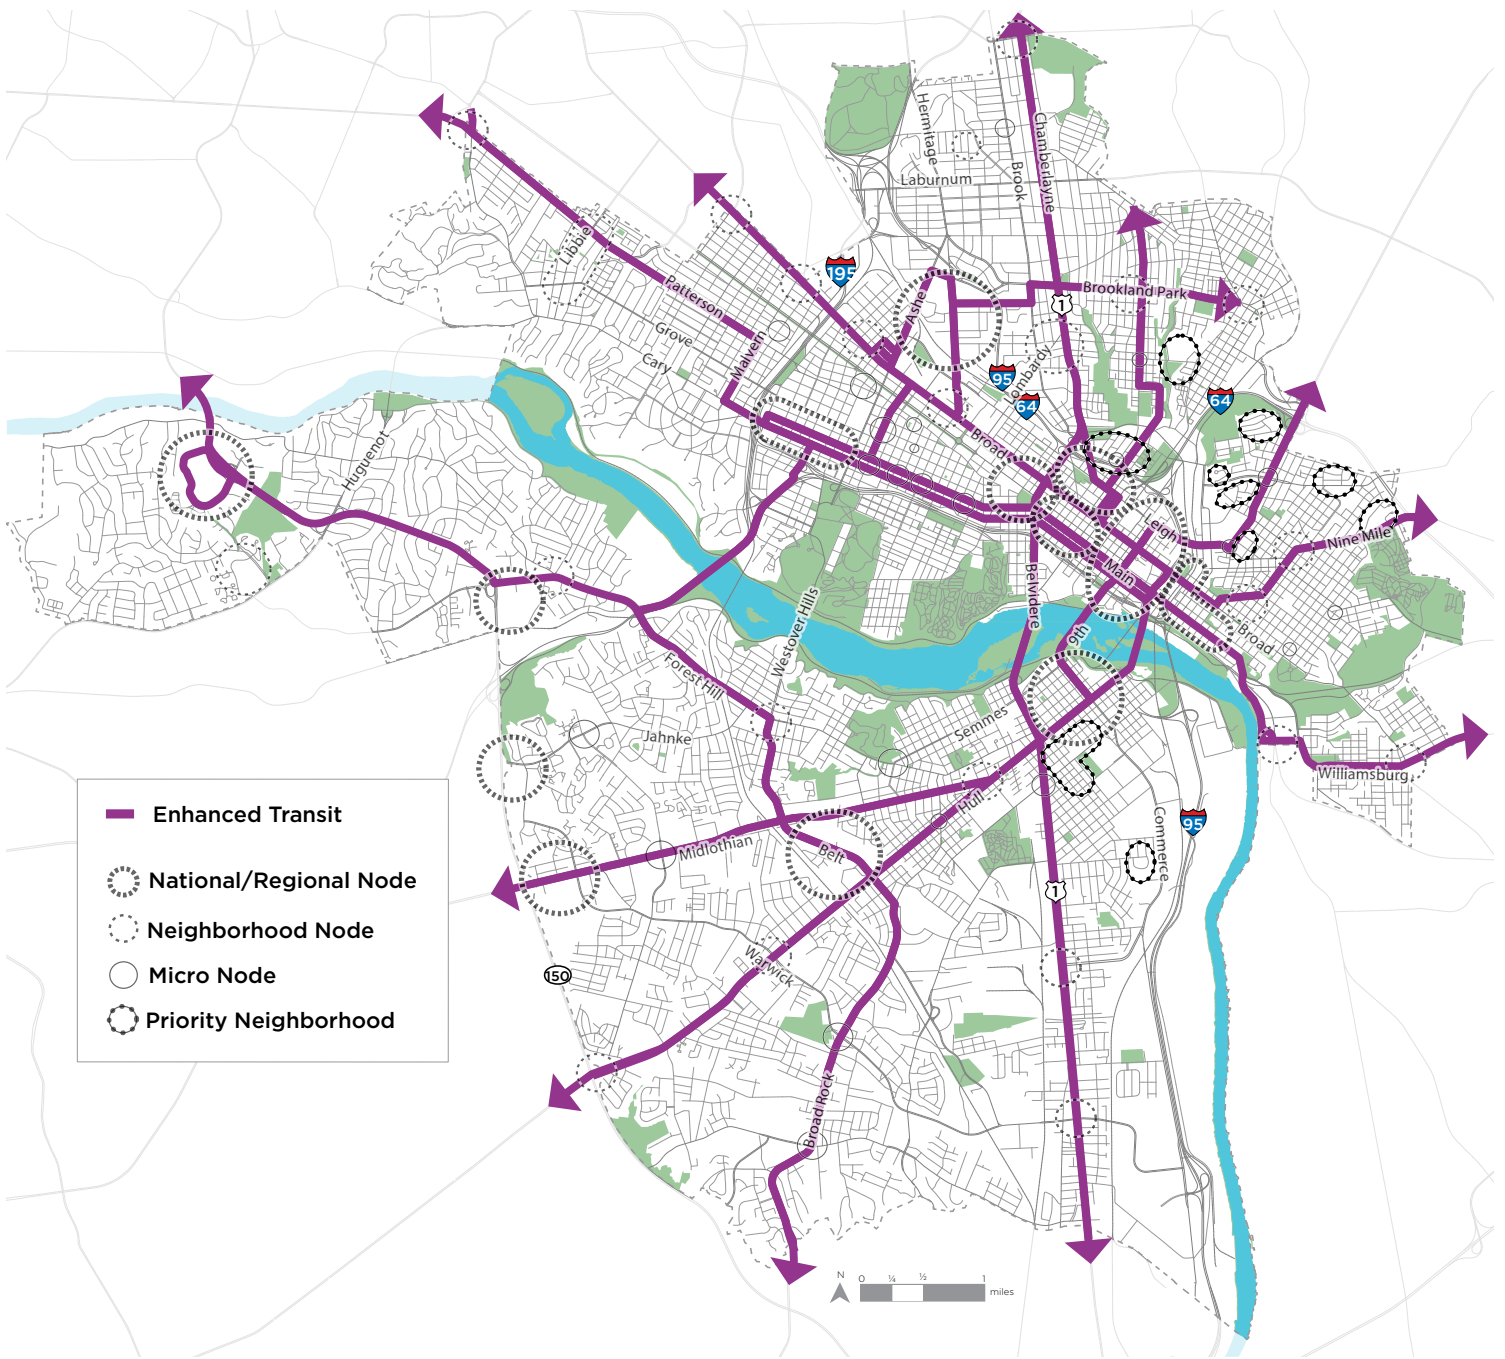 Hermitage
Laburnum
Brook
Chamberlayne
Libbie
Patterson
Grove
Cary
Malvern
195
Ashe
Brookland Park
1
95
64
Lombardy
64
Broad
Huguenot
Leigh
Main
Nine Mile
Belvidere
9th
Broad
Westover Hills
Forest Hill
Jahnke
Semmes
Hull
Williamsburg
Midlothian
Belt
Commerce
95
1
Warwick
150
Broad Rock
Enhanced Transit
National/Regional Node
Neighborhood Node
Micro Node
Priority Neighborhood
N
0 ¼ ½ 1
miles